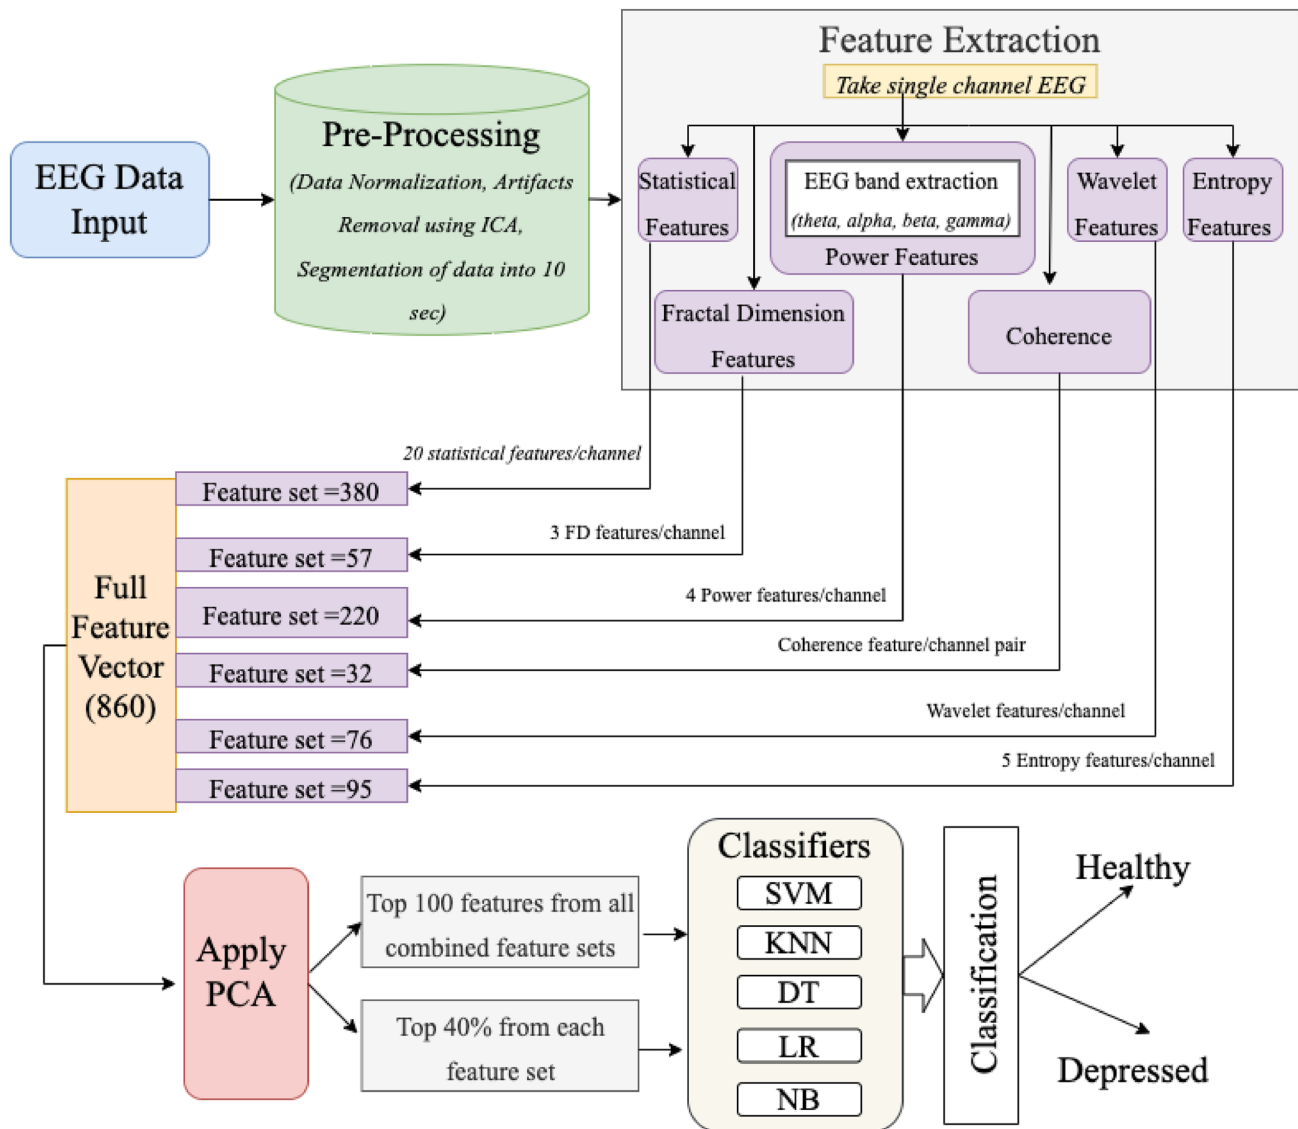 Feature Extraction
Take single channel EEG
EEG Data
Input
Pre-Processing
(Data Normalization, Artifacts
Removal using ICA,
Segmentation of data into 10
sec)
Statistical
Features
EEG band extraction
(theta, alpha, beta, gamma)
Power Features
Wavelet
Features
Entropy
Features
Fractal Dimension
Features
Coherence
20 statistical features/channel
Feature set =380
3 FD features/channel
Feature set =57
4 Power features/channel
Feature set =220
Coherence feature/channel pair
Feature set =32
Wavelet features/channel
Feature set =76
5 Entropy features/channel
Feature set =95
Full
Feature
Vector
(860)
Apply
PCA
Top 100 features from all
combined feature sets
Top 40% from each
feature set
Classifiers
SVM
KNN
DT
LR
NB
Classification
Healthy
Depressed